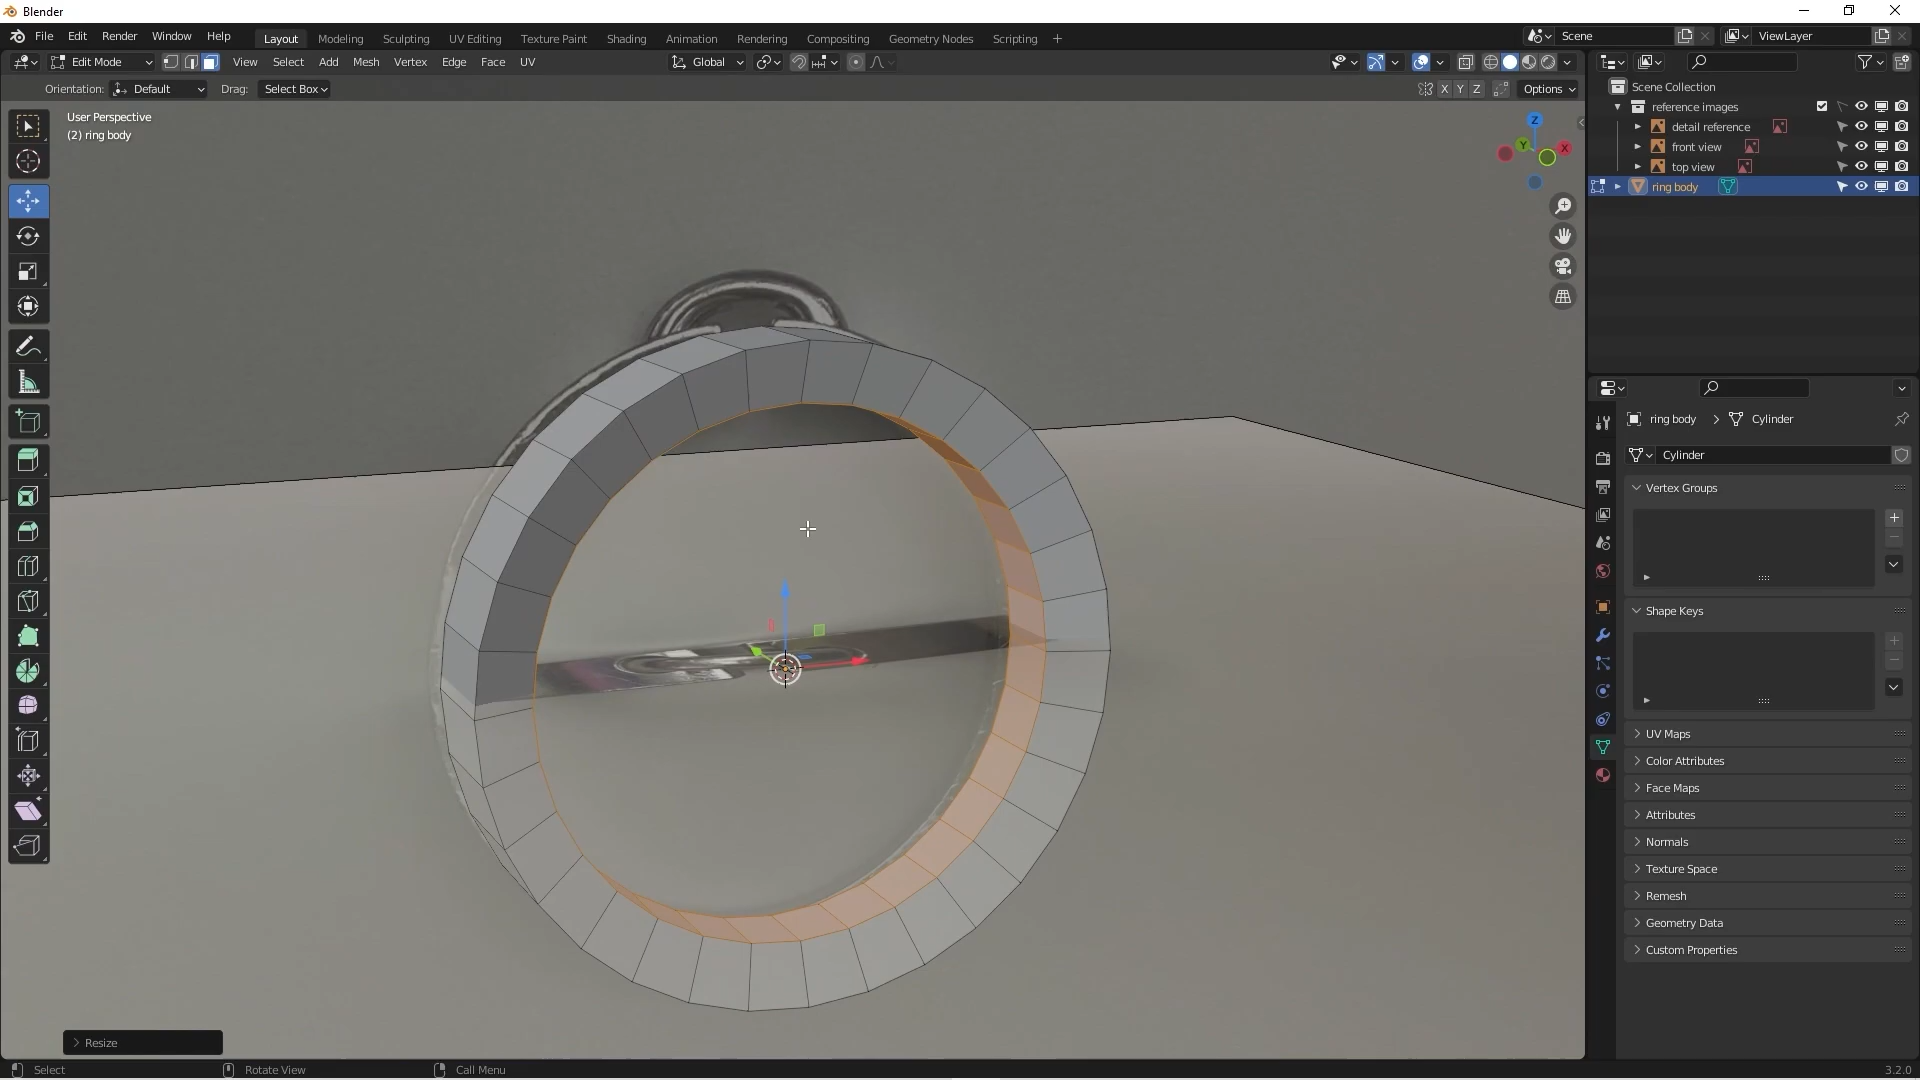 Blender
File Edit Render Window Help
Layout Modeling Sculpting UV Editing Texture Paint Shading Animation Rendering Compositing Geometry Nodes Scripting +
Scene
ViewLayer
Edit Mode View Select Add Mesh Vertex Edge Face UV
Global
Orientation: Default Drag: Select Box
X Y Z Options
User Perspective
(2) ring body
Z
Y X
Scene Collection
reference images
detail reference
front view
top view
ring body
ring body > Cylinder
Cylinder
Vertex Groups
Shape Keys
UV Maps
Color Attributes
Face Maps
Attributes
Normals
Texture Space
Remesh
Geometry Data
Custom Properties
Resize
Select Rotate View Call Menu 3.2.0